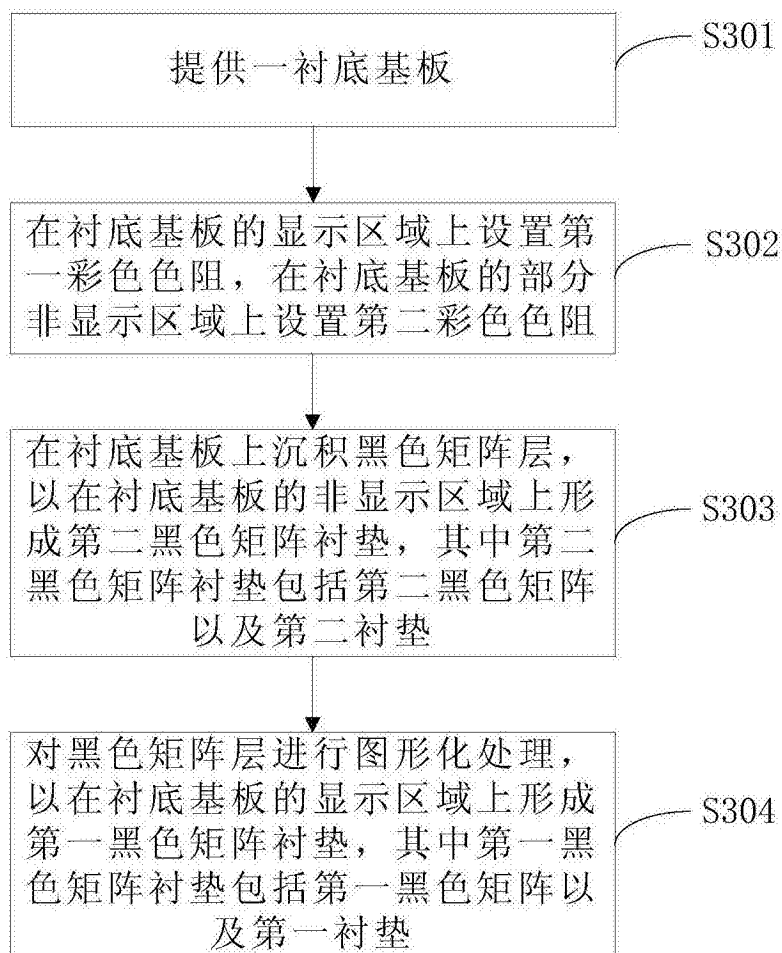 提供一衬底基板
S301
在衬底基板的显示区域上设置第
一彩色色阻,在衬底基板的部分
非显示区域上设置第二彩色色阻
S302
在衬底基板上沉积黑色矩阵层,
以在衬底基板的非显示区域上形
成第二黑色矩阵衬垫,其中第二
黑色矩阵衬垫包括第二黑色矩阵
以及第二衬垫
S303
对黑色矩阵层进行图形化处理,
以在衬底基板的显示区域上形成
第一黑色矩阵衬垫,其中第一黑
色矩阵衬垫包括第一黑色矩阵以
及第一衬垫
S304